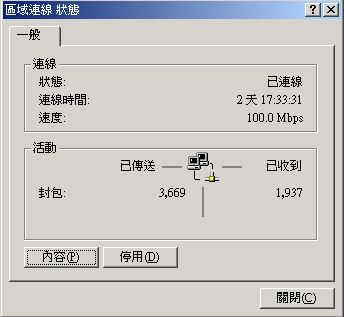 區域連線 狀態
一般
連線
狀態: 已連線
連線時間: 2 天 17:33:31
速度: 100.0 Mbps
活動
已傳送 已收到
封包: 3,669 1,937
內容(P) 停用(D)
關閉(C)